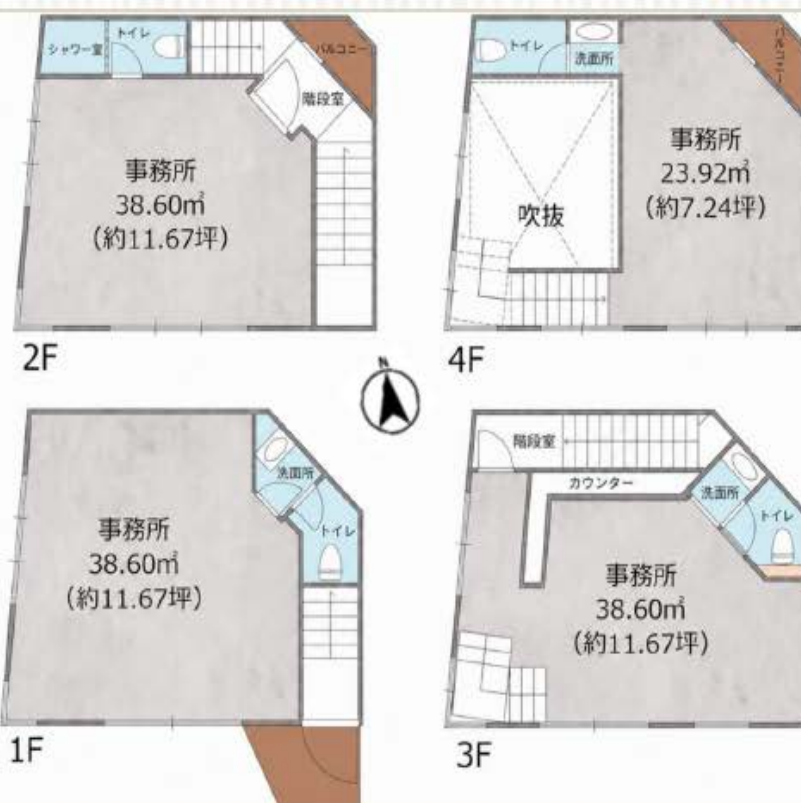 シャワー室
トイレ
バルコニー
階段室
事務所
38.60㎡
(約11.67坪)
2F
トイレ
洗面所
バルコニー
事務所
23.92㎡
(約7.24坪)
吹抜
4F
N
洗面所
トイレ
事務所
38.60㎡
(約11.67坪)
1F
階段室
カウンター
洗面所
トイレ
事務所
38.60㎡
(約11.67坪)
3F